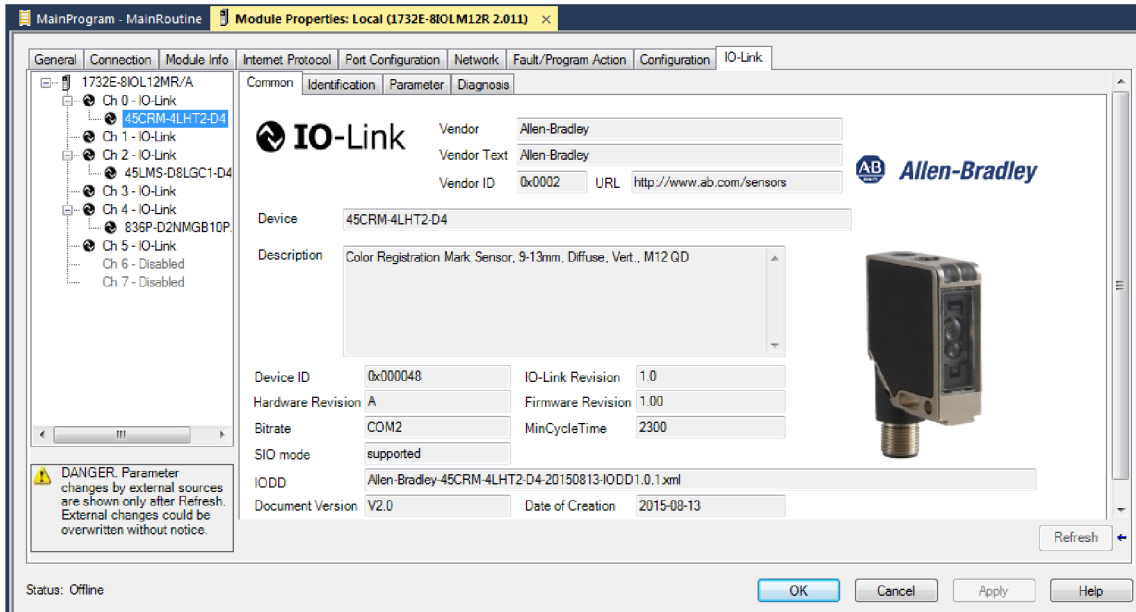 MainProgram - MainRoutine
Module Properties: Local (1732E-8IOLM12R 2.011) ×
General Connection Module Info Internet Protocol Port Configuration Network Fault/Program Action Configuration IO-Link
1732E-8IOL12MR/A
Ch 0 - IO-Link
45CRM-4LHT2-D4
Ch 1 - IO-Link
Ch 2 - IO-Link
45LMS-D8LGC1-D4
Ch 3 - IO-Link
Ch 4 - IO-Link
836P-D2NMGB10P.
Ch 5 - IO-Link
Ch 6 - Disabled
Ch 7 - Disabled
DANGER. Parameter
changes by external sources
are shown only after Refresh.
External changes could be
overwritten without notice.
Common Identification Parameter Diagnosis
IO-Link
Vendor Allen-Bradley
Vendor Text Allen-Bradley
Vendor ID 0x0002 URL http://www.ab.com/sensors
AB Allen-Bradley
Device 45CRM-4LHT2-D4
Description Color Registration Mark Sensor, 9-13mm, Diffuse, Vert., M12 QD
Device ID 0x000048 IO-Link Revision 1.0
Hardware Revision A Firmware Revision 1.00
Bitrate COM2 MinCycleTime 2300
SIO mode supported
IODD Allen-Bradley-45CRM-4LHT2-D4-20150813-IODD1.0.1.xml
Document Version V2.0 Date of Creation 2015-08-13
Refresh
Status: Offline
OK Cancel Apply Help